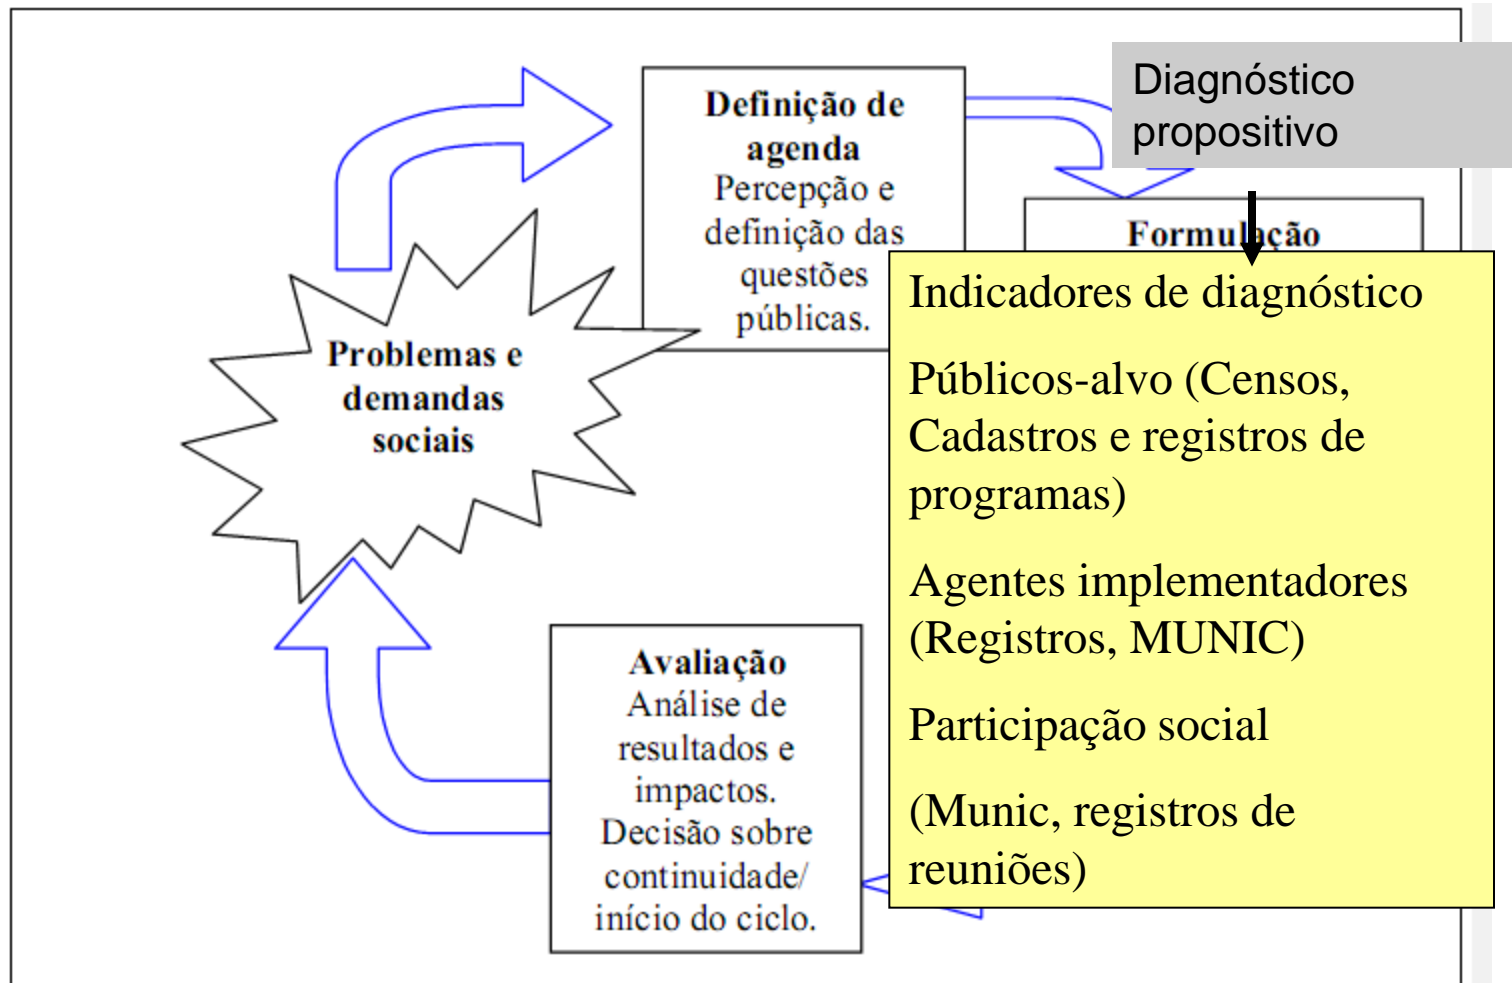 Definição de
agenda
Percepção e
definição das
questões
públicas.
Diagnóstico
propositivo
Formulação
Indicadores de diagnóstico
Públicos-alvo (Censos,
Cadastros e registros de
programas)
Agentes implementadores
(Registros, MUNIC)
Participação social
(Munic, registros de
reuniões)
Problemas e
demandas
sociais
Avaliação
Análise de
resultados e
impactos.
Decisão sobre
continuidade/
início do ciclo.